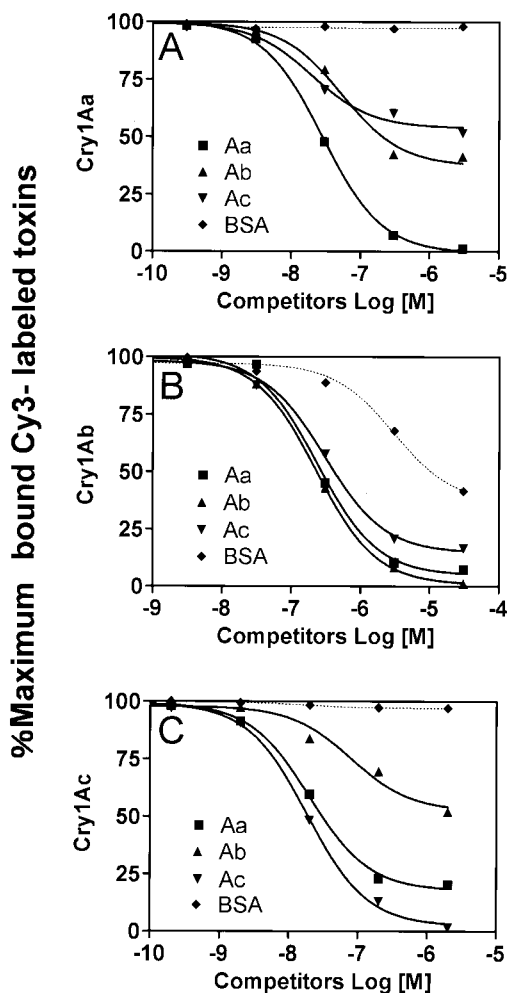 %Maximum bound Cy3- labeled toxins
A
Cry1Aa
100
75
50
25
0
Aa
Ab
Ac
BSA
-10 -9 -8 -7 -6 -5
Competitors Log [M]
B
Cry1Ab
100
75
50
25
0
Aa
Ab
Ac
BSA
-9 -8 -7 -6 -5 -4
Competitors Log [M]
C
Cry1Ac
100
75
50
25
0
Aa
Ab
Ac
BSA
-10 -9 -8 -7 -6 -5
Competitors Log [M]